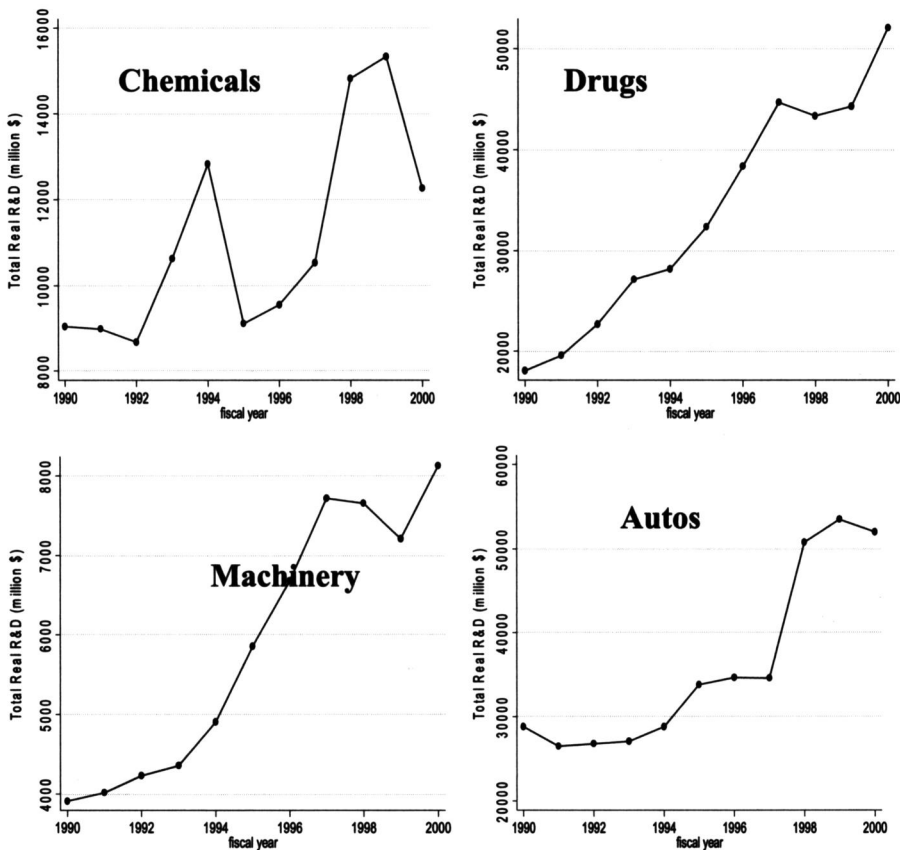 Chemicals
Total Real R&D (million $)
16000
14000
12000
10000
8000
1990 1992 1994 1996 1998 2000
fiscal year
Drugs
Total Real R&D (million $)
50000
40000
30000
20000
1990 1992 1994 1996 1998 2000
fiscal year
Machinery
Total Real R&D (million $)
8000
7000
6000
5000
4000
1990 1992 1994 1996 1998 2000
fiscal year
Autos
Total Real R&D (million $)
60000
50000
40000
30000
20000
1990 1992 1994 1996 1998 2000
fiscal year